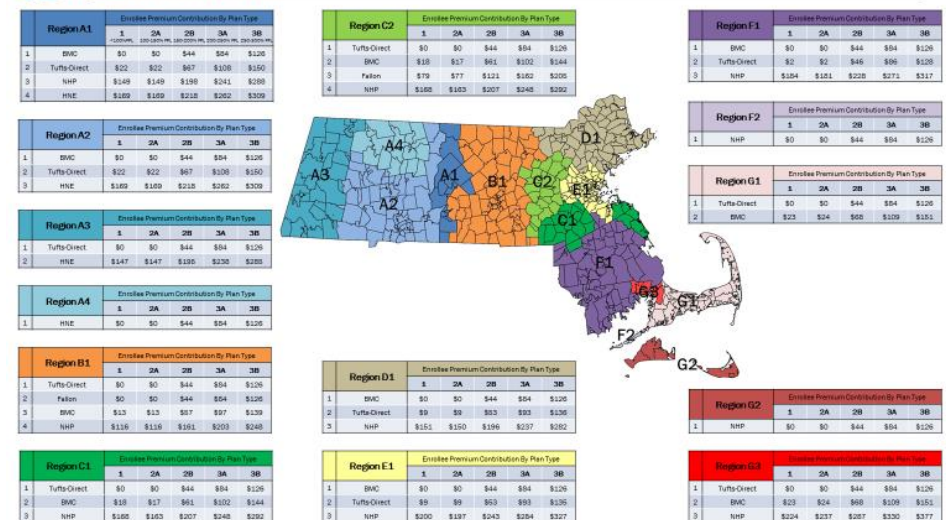 Region A1
Enrollee Premium Contribution By Plan Type
1 2A 2B 3A 3B
1 BMC $0 $0 $44 $84 $126
2 Tufts-Direct $22 $22 $67 $108 $150
3 NHP $149 $149 $198 $241 $288
4 HNE $169 $169 $218 $262 $309
Region A2
Enrollee Premium Contribution By Plan Type
1 2A 2B 3A 3B
1 BMC $0 $0 $44 $84 $126
2 Tufts-Direct $22 $22 $67 $108 $150
3 HNE $169 $169 $218 $262 $309
Region A3
Enrollee Premium Contribution By Plan Type
1 2A 2B 3A 3B
1 Tufts-Direct $0 $0 $44 $84 $126
2 HNE $147 $147 $195 $238 $285
Region A4
Enrollee Premium Contribution By Plan Type
1 2A 2B 3A 3B
1 HNE $0 $0 $44 $84 $126
Region B1
Enrollee Premium Contribution By Plan Type
1 2A 2B 3A 3B
1 Tufts-Direct $0 $0 $44 $84 $126
2 Fallon $0 $0 $44 $84 $126
3 BMC $13 $13 $57 $97 $139
4 NHP $116 $116 $161 $203 $248
Region C1
Enrollee Premium Contribution By Plan Type
1 2A 2B 3A 3B
1 Tufts-Direct $0 $0 $44 $84 $126
2 BMC $18 $17 $61 $102 $144
3 NHP $168 $163 $207 $248 $292
Region C2
Enrollee Premium Contribution By Plan Type
1 2A 2B 3A 3B
1 Tufts-Direct $0 $0 $44 $84 $126
2 BMC $18 $17 $61 $102 $144
3 Fallon $79 $77 $121 $162 $205
4 NHP $168 $163 $207 $248 $292
D1
A4
A3
A1
B1
C2
E1
A2
C1
F1
G3
G1
F2
G2
Region D1
Enrollee Premium Contribution By Plan Type
1 2A 2B 3A 3B
1 BMC $0 $0 $44 $84 $126
2 Tufts-Direct $9 $9 $53 $93
3 NHP $151 $150 $196 $237 $282
Region E1
Enrollee Premium Contribution By Plan Type
1 2A 2B 3A 3B
1 BMC $0 $0 $44 $84 $126
2 Tufts-Direct $9 $9 $53 $93 $135
3 NHP $200 $197 $243 $284 $327
Region F1
Enrollee Premium Contribution By Plan Type
1 2A 2B 3A 3B
1 BMC $0 $0 $44 $84 $126
2 Tufts-Direct $2 $2 $46 $86 $128
3 NHP $184 $181 $228 $271 $317
Region F2
Enrollee Premium Contribution By Plan Type
1 2A 2B 3A 3B
1 NHP $0 $0 $44 $84 $126
Region G1
Enrollee Premium Contribution By Plan Type
1 2A 2B 3A 3B
1 Tufts-Direct $0 $0 $44 $84 $126
2 BMC $23 $24 $68 $109 $151
Region G2
Enrollee Premium Contribution By Plan Type
1 2A 2B 3A 3B
1 NHP $0 $0 $44 $84 $126
Region G3
Enrollee Premium Contribution By Plan Type
1 2A 2B 3A 3B
1 Tufts-Direct $0 $0 $44 $84 $126
2 BMC $23 $24 $68 $109 $151
3 NHP $224 $237 $287 $330 $377